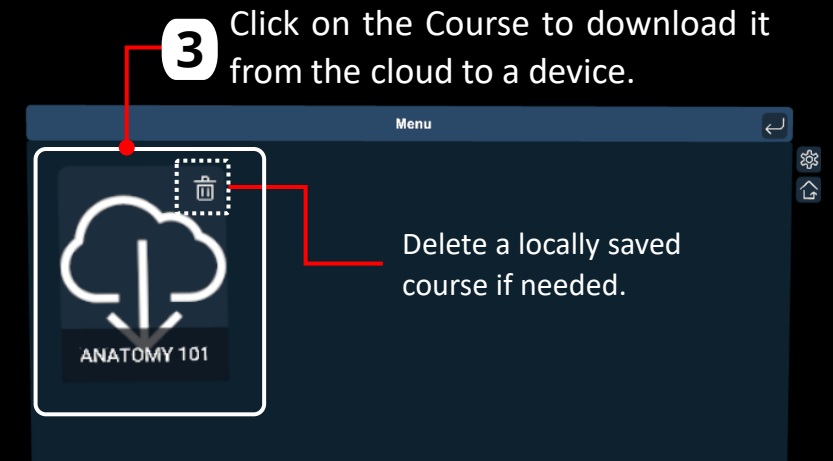 3
Click on the Course to download it
from the cloud to a device.
Menu
Delete a locally saved
course if needed.
ANATOMY 101